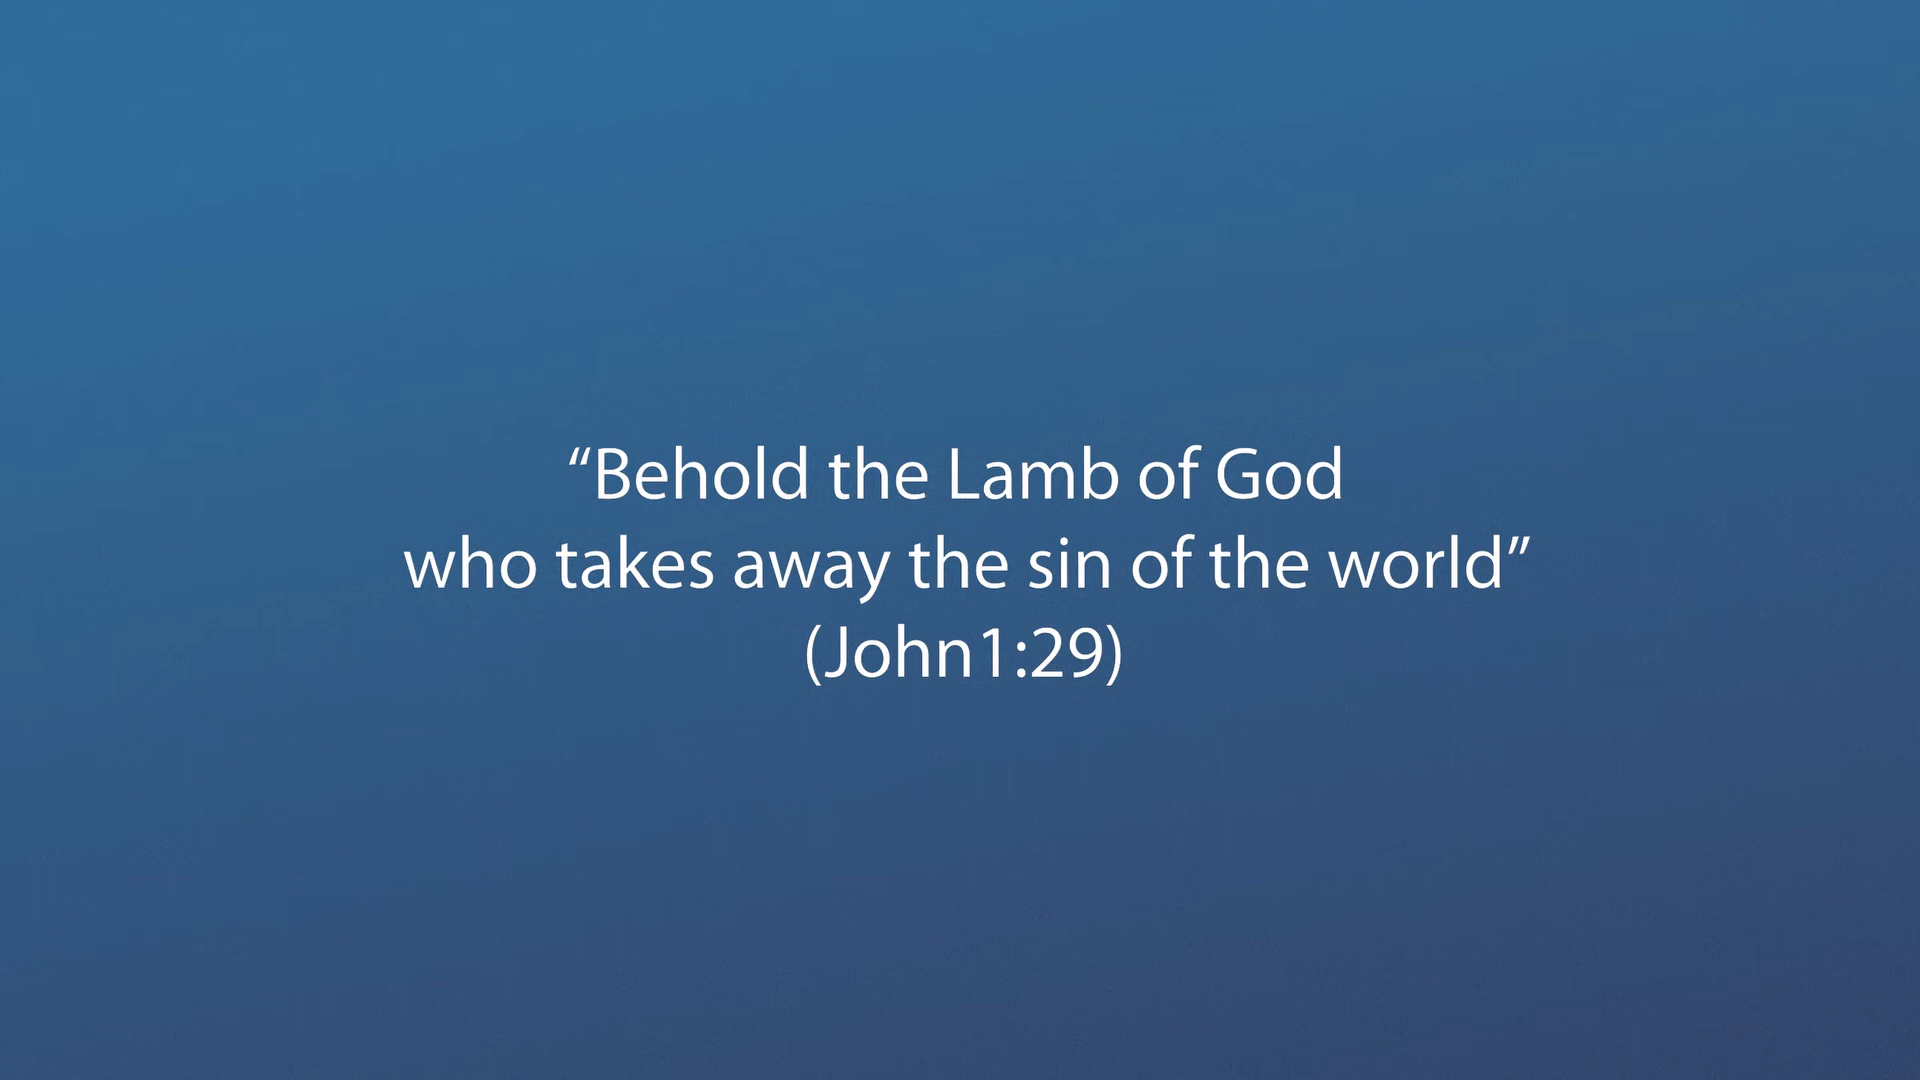 “Behold the Lamb of God
who takes away the sin of the world”
(John1:29)